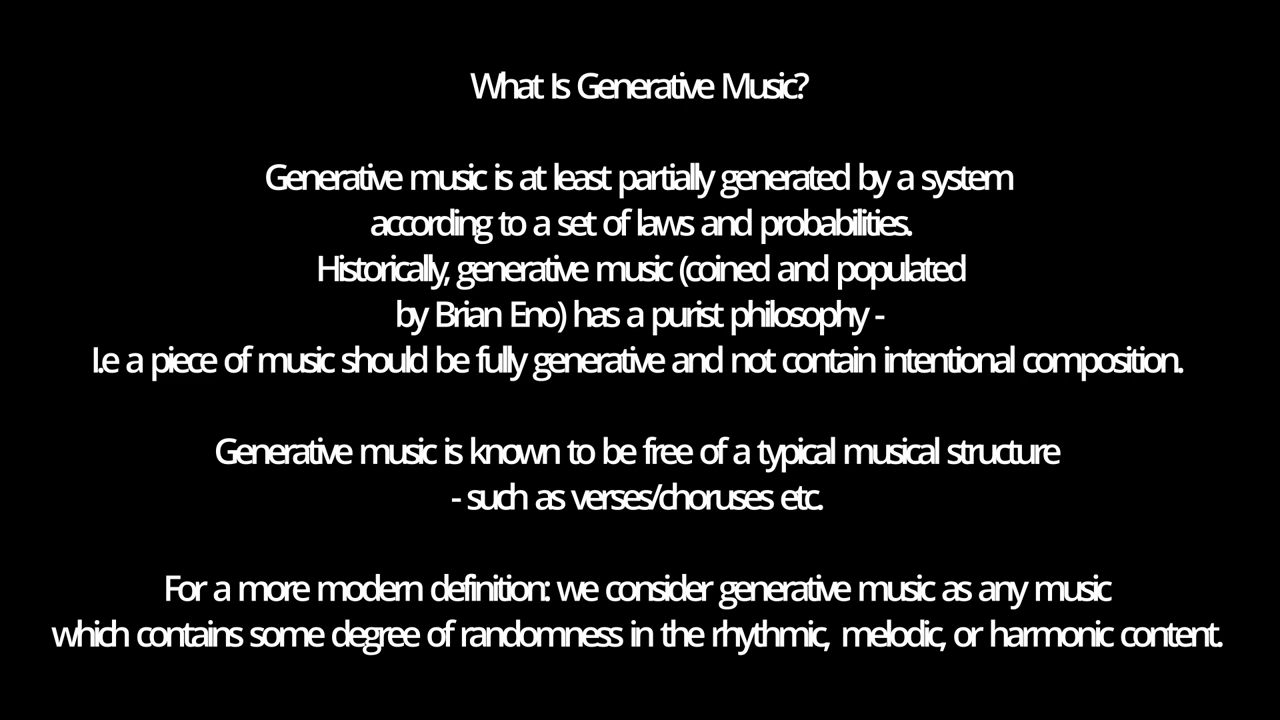 What Is Generative Music?
Generative music is at least partially generated by a system
according to a set of laws and probabilities.
Historically, generative music (coined and populated
by Brian Eno) has a purist philosophy -
I.e a piece of music should be fully generative and not contain intentional composition.
Generative music is known to be free of a typical musical structure
- such as verses/choruses etc.
For a more modern definition: we consider generative music as any music
which contains some degree of randomness in the rhythmic, melodic, or harmonic content.